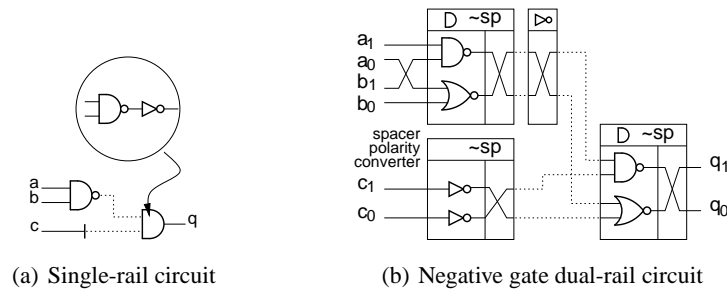 a
b
c
q
(a) Single-rail circuit
~sp
a1
a0
b1
b0
spacer
polarity
converter
~sp
c1
c0
~sp
q1
q0
(b) Negative gate dual-rail circuit